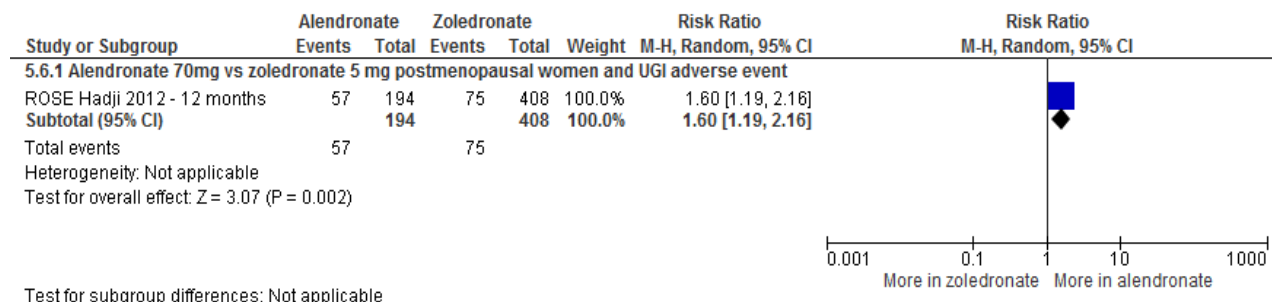 Alendronate Zoledronate Risk Ratio Risk Ratio
Study or Subgroup Events Total Events Total Weight M-H, Random, 95% CI M-H, Random, 95% CI
5.6.1 Alendronate 70mg vs zoledronate 5 mg postmenopausal women and UGI adverse event
ROSE Hadji 2012 - 12 months 57 194 75 408 100.0% 1.60 [1.19, 2.16]
Subtotal (95% CI) 194 408 100.0% 1.60 [1.19, 2.16]
Total events 57 75
Heterogeneity: Not applicable
Test for overall effect: Z = 3.07 (P = 0.002)
0.001 0.1 1 10 1000
More in zoledronate More in alendronate
Test for subgroup differences: Not applicable